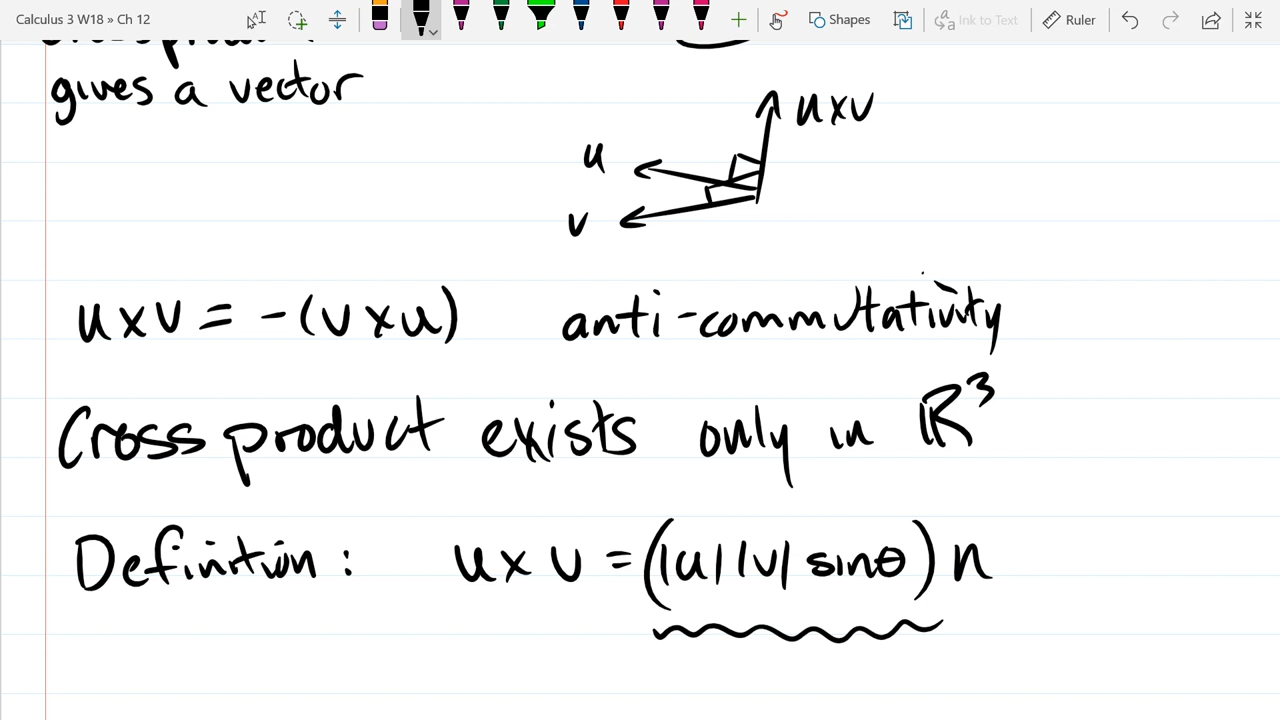 Calculus 3 W18 » Ch 12
Shapes
Ink to Text
Ruler
gives a vector
u×v
u
v
u×v = -(v×u) anti-commutativity
Cross product exists only in ℝ³
Definition: u× v = (|u||v| sinθ) n